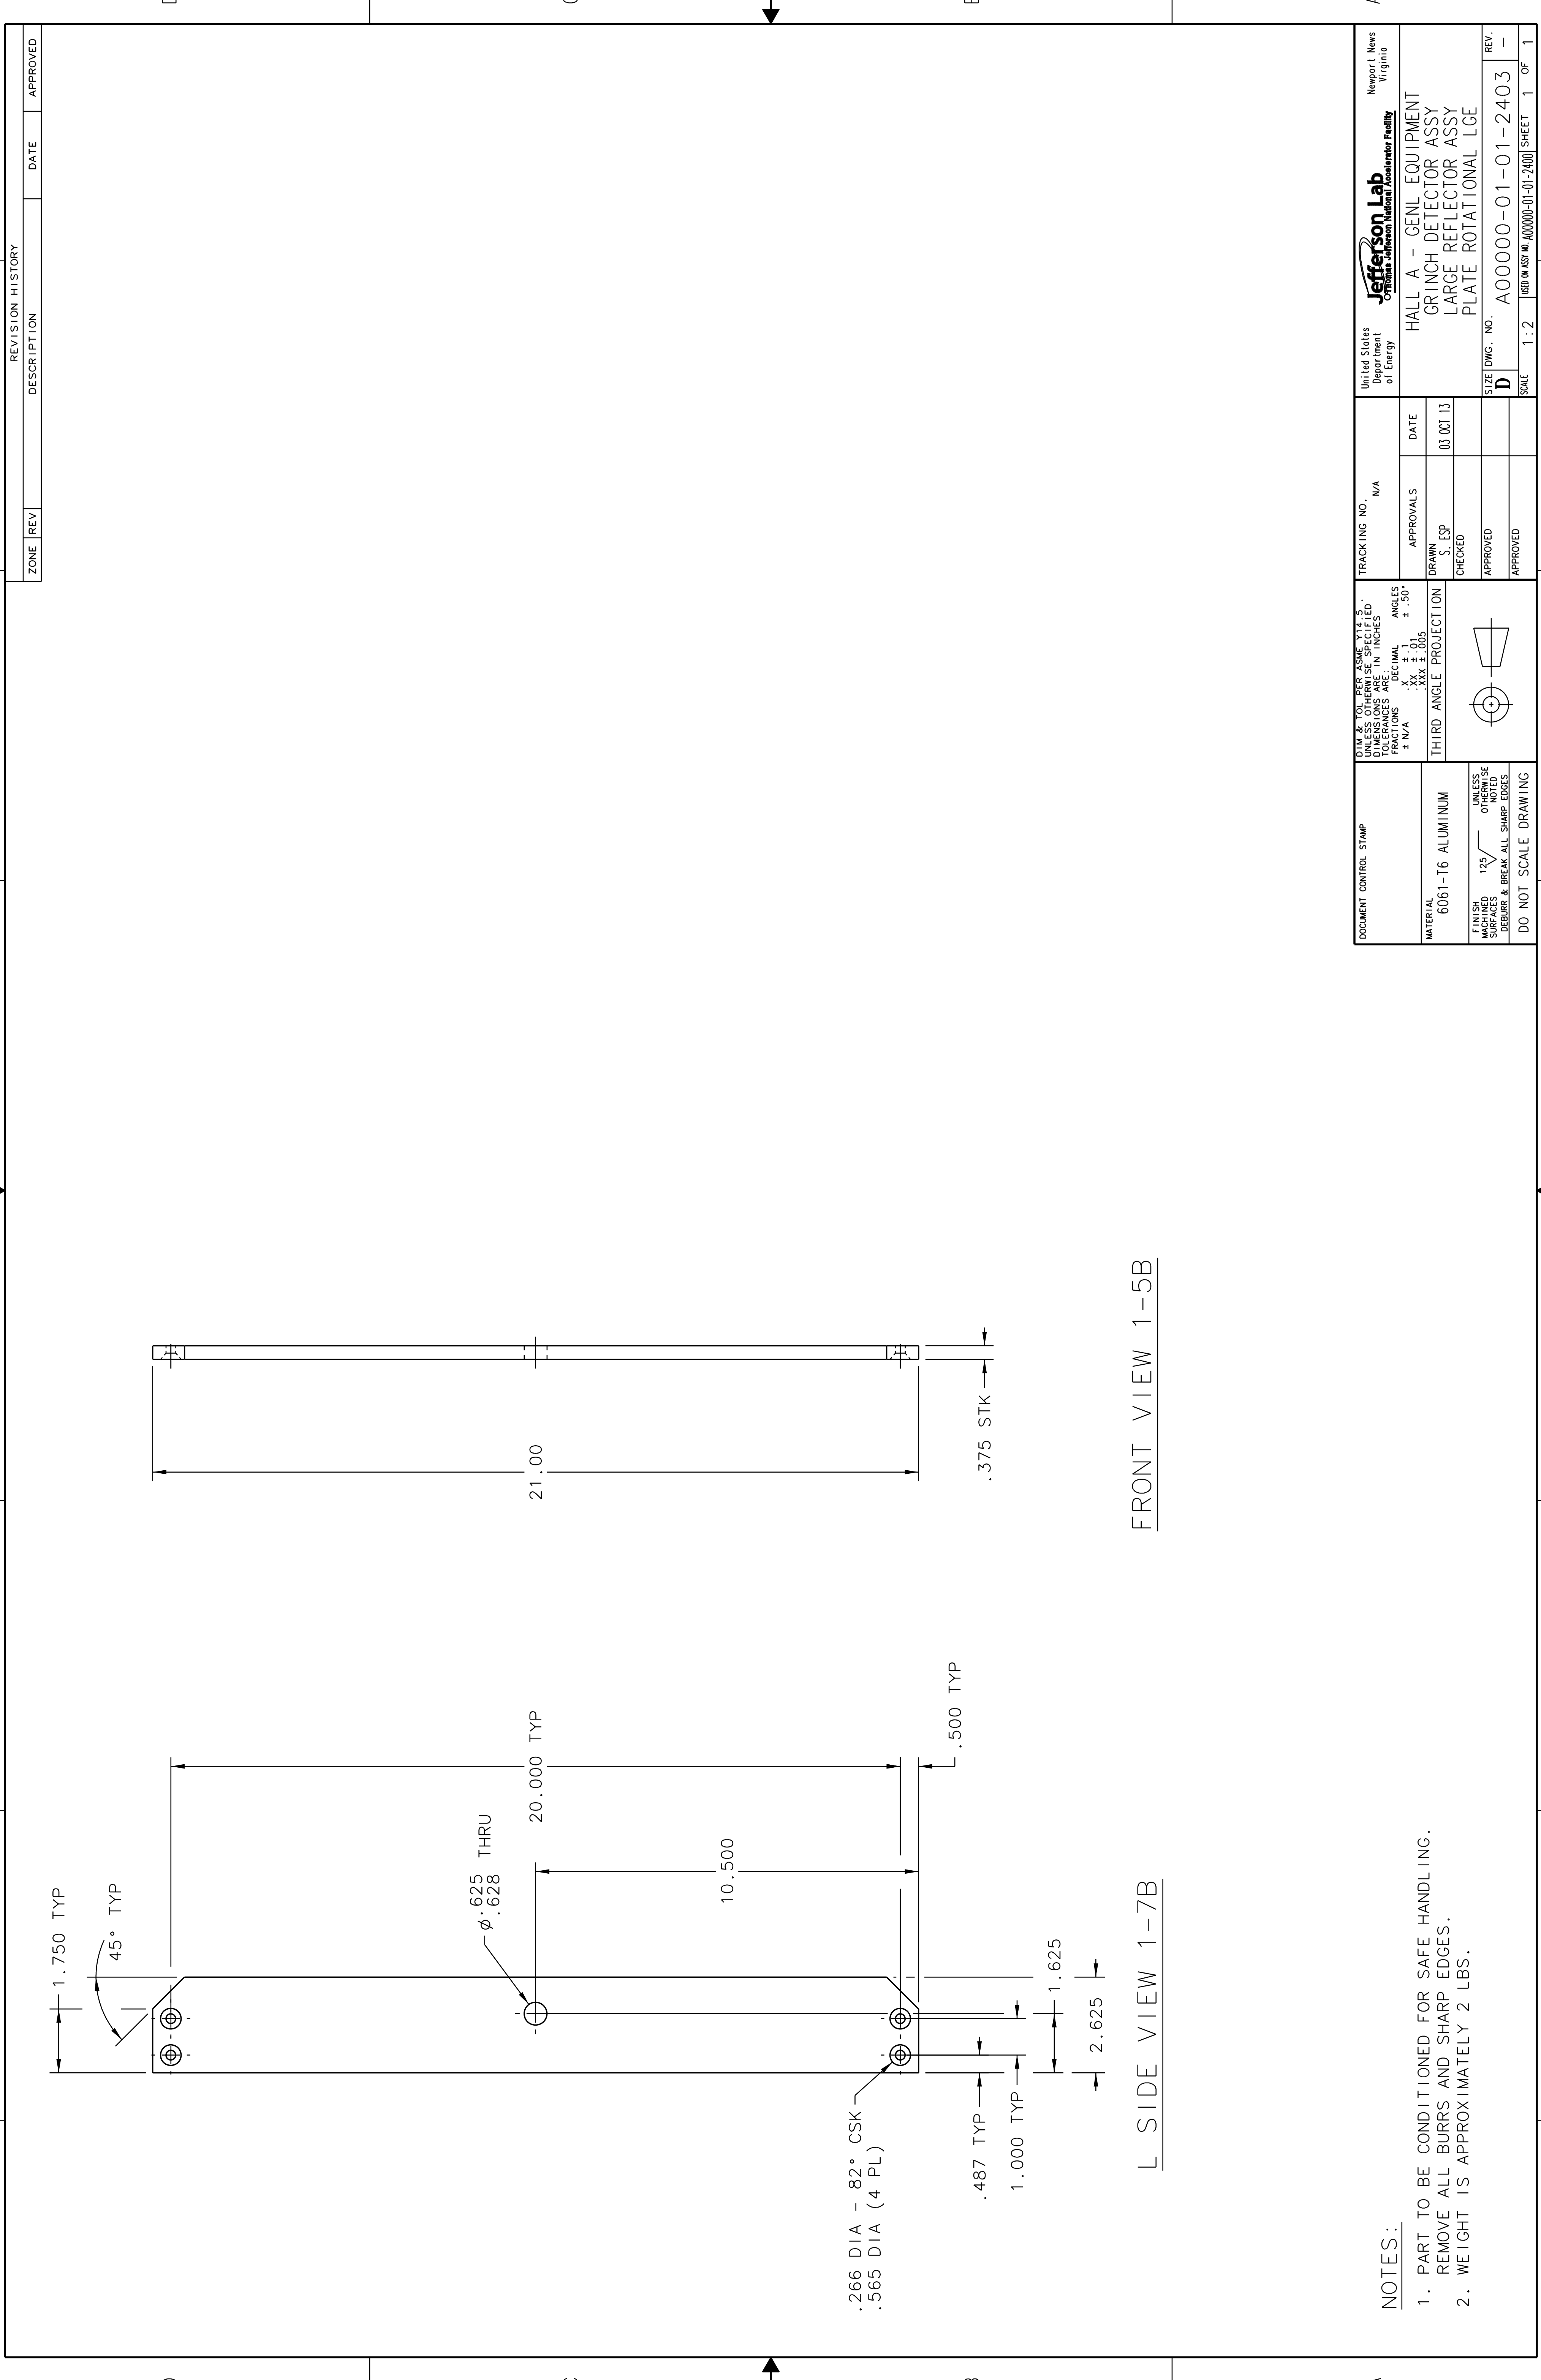 REVISION HISTORY
ZONE REV DESCRIPTION DATE APPROVED
1.750 TYP
45° TYP
Ø.625 THRU
.628
20.000 TYP
10.500
.500 TYP
.266 DIA - 82° CSK
.565 DIA (4 PL)
.487 TYP
1.000 TYP
1.625
2.625
L SIDE VIEW 1-7B
21.00
.375 STK
FRONT VIEW 1-5B
NOTES:
1. PART TO BE CONDITIONED FOR SAFE HANDLING.
REMOVE ALL BURRS AND SHARP EDGES.
2. WEIGHT IS APPROXIMATELY 2 LBS.
DOCUMENT CONTROL STAMP
MATERIAL
6061-T6 ALUMINUM
FINISH
MACHINED
SURFACES
125
UNLESS
OTHERWISE
NOTED
DEBURR & BREAK ALL SHARP EDGES
DO NOT SCALE DRAWING
DIM & TOL PER ASME Y14.5.
UNLESS OTHERWISE SPECIFIED
DIMENSIONS ARE IN INCHES
TOLERANCES ARE:
FRACTIONS DECIMAL ANGLES
± N/A .X ± .1 ± .50°
.XX ± .01
.XXX ± .005
THIRD ANGLE PROJECTION
TRACKING NO.
N/A
APPROVALS DATE
DRAWN
S. ESP 03 OCT 13
CHECKED
APPROVED
APPROVED
United States
Department
of Energy
Jefferson Lab
Thomas Jefferson National Accelerator Facility
Newport News
Virginia
HALL A - GENL EQUIPMENT
GRINCH DETECTOR ASSY
LARGE REFLECTOR ASSY
PLATE ROTATIONAL LGE
SIZE DWG. NO. REV.
D A00000-01-01-2403 -
SCALE 1:2 USED ON ASSY NO. A00000-01-01-2400 SHEET 1 OF 1